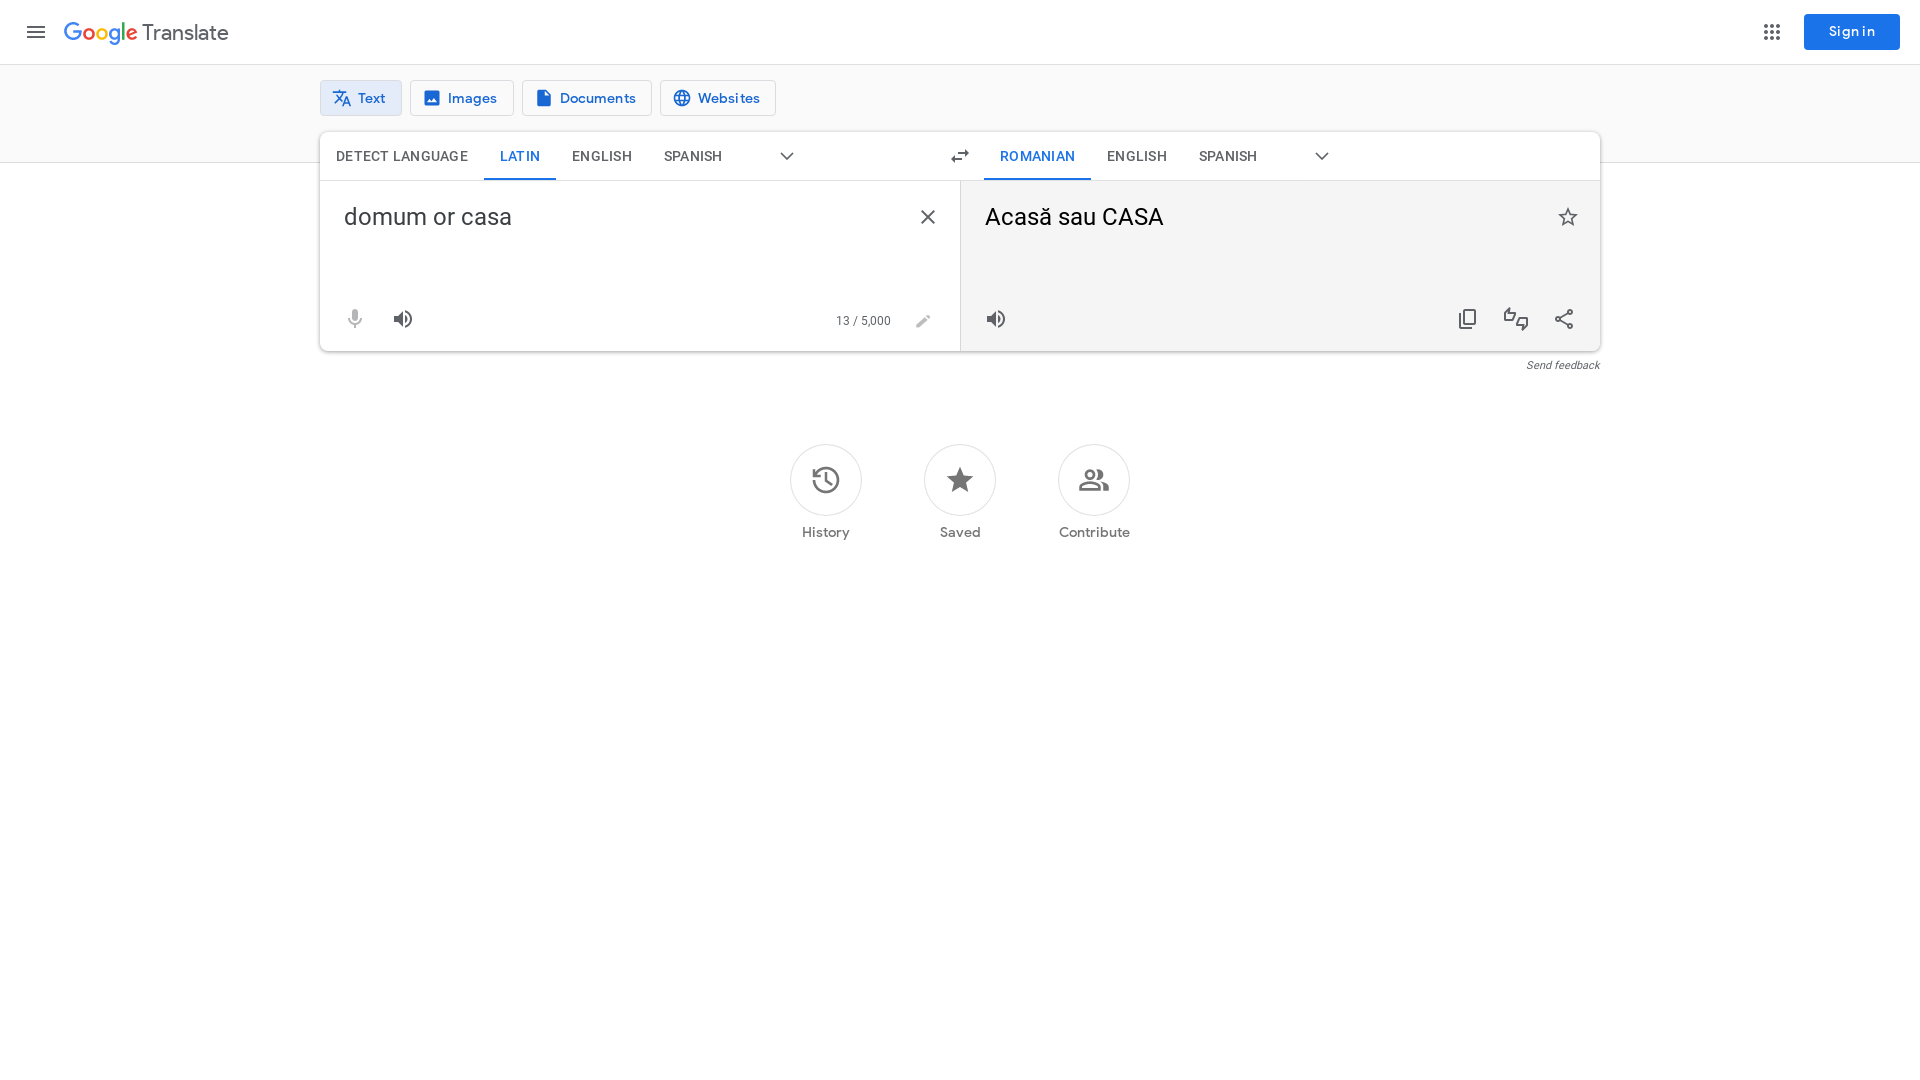 Google Translate
Sign in
Text
Images
Documents
Websites
DETECT LANGUAGE
LATIN
ENGLISH
SPANISH
ROMANIAN
ENGLISH
SPANISH
domum or casa
Acasă sau CASA
13 / 5,000
Send feedback
History
Saved
Contribute